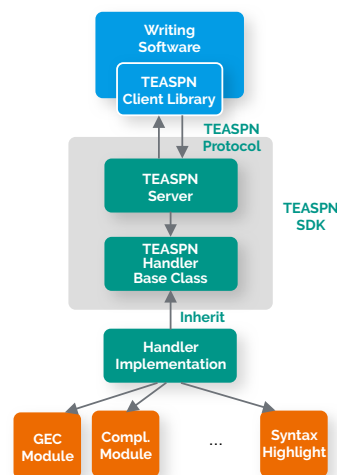 Writing
Software
TEASPN
Client Library
TEASPN
Protocol
TEASPN
Server
TEASPN
SDK
TEASPN
Handler
Base Class
Inherit
Handler
Implementation
GEC
Module
Compl.
Module
...
Syntax
Highlight